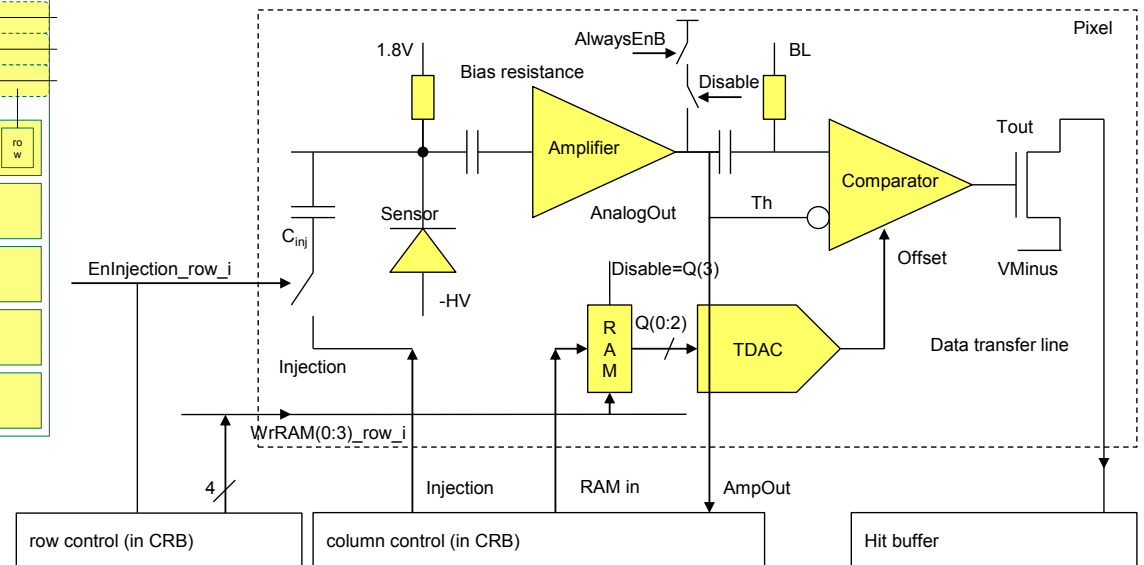 Pixel
AlwaysEnB
1.8V
BL
Bias resistance
Disable
ro
w
Tout
Amplifier
Comparator
Th
Sensor
AnalogOut
Cinj
Offset
EnInjection_row_i
Disable=Q(3)
VMinus
-HV
R
A
M
Q(0:2)
TDAC
Data transfer line
Injection
WrRAM(0:3)_row_i
4
Injection
RAM in
AmpOut
row control (in CRB)
column control (in CRB)
Hit buffer